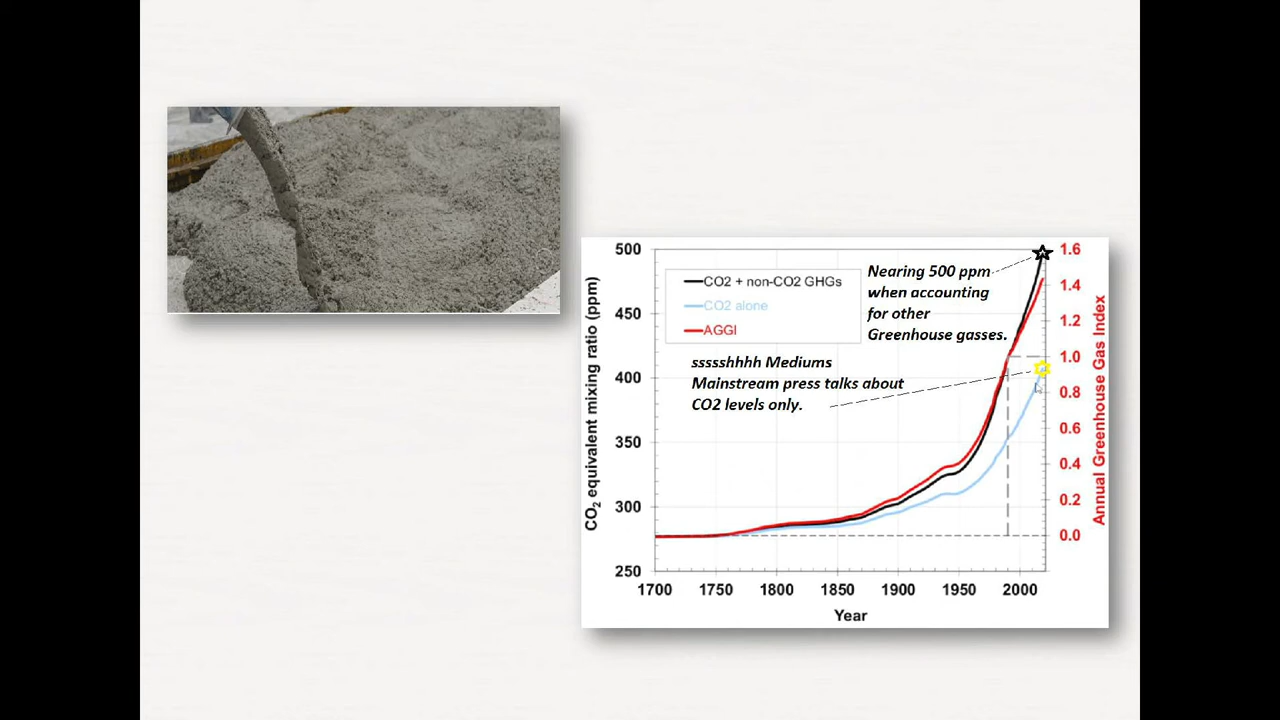 500
450
400
350
300
250
CO2 equivalent mixing ratio (ppm)
CO2 + non-CO2 GHGs
CO2 alone
AGGI
Nearing 500 ppm
when accounting
for other
Greenhouse gasses.
ssssshhhh Mediums
Mainstream press talks about
CO2 levels only.
1.6
1.4
1.2
1.0
0.8
0.6
0.4
0.2
0.0
Annual Greenhouse Gas Index
1700 1750 1800 1850 1900 1950 2000
Year